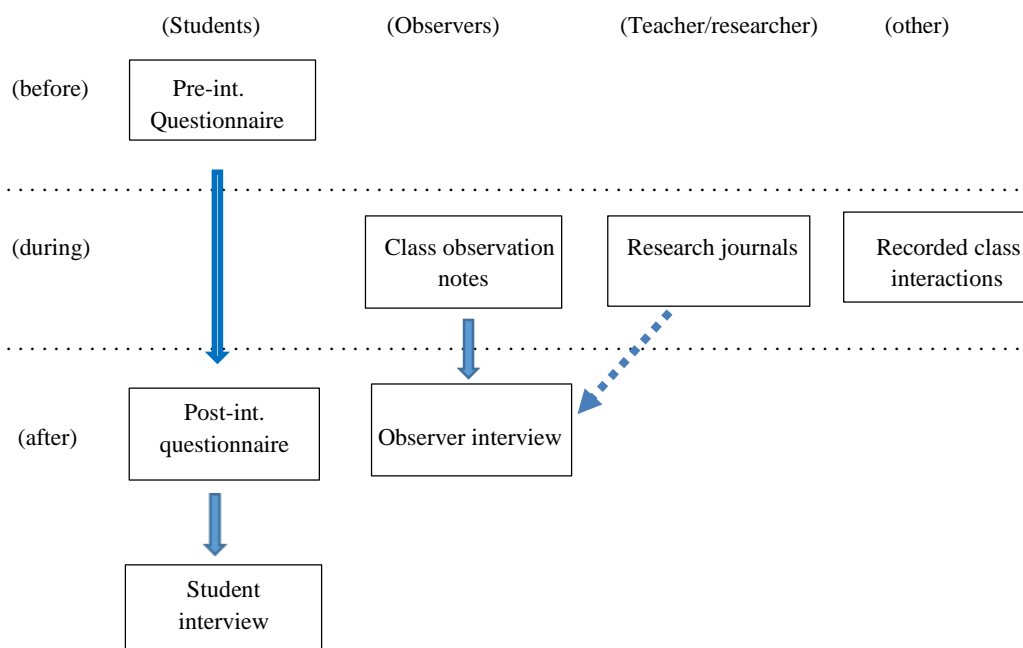 (Students) (Observers) (Teacher/researcher) (other)
(before)
Pre-int.
Questionnaire
(during)
Class observation
notes
Research journals
Recorded class
interactions
(after)
Post-int.
questionnaire
Observer interview
Student
interview